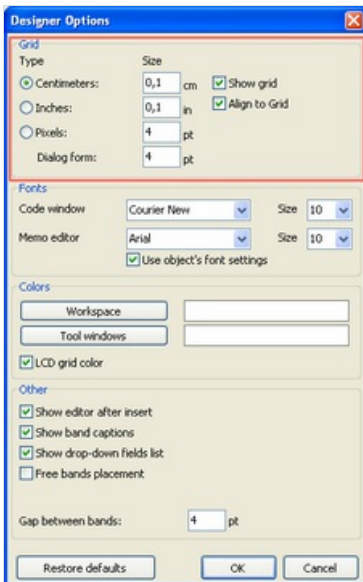 Designer Options
Grid
Type Size
Centimeters: 0,1 cm Show grid
Inches: 0,1 in Align to Grid
Pixels: 4 pt
Dialog form: 4 pt
Fonts
Code window Courier New Size 10
Memo editor Arial Size 10
Use object's font settings
Colors
Workspace
Tool windows
LCD grid color
Other
Show editor after insert
Show band captions
Show drop-down fields list
Free bands placement
Gap between bands: 4 pt
Restore defaults OK Cancel